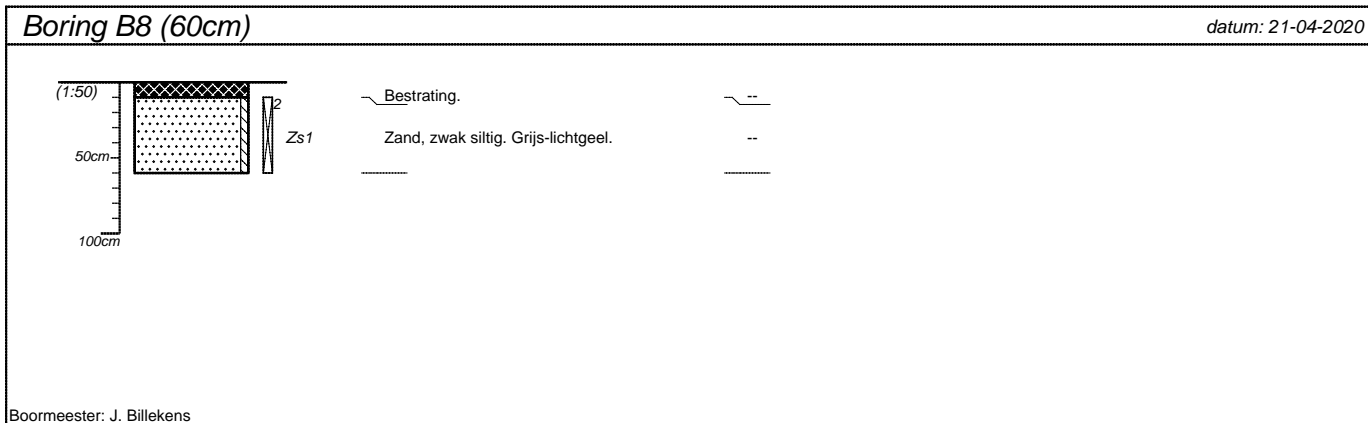 Boring B8 (60cm) datum: 21-04-2020
(1:50) 2 Bestrating. --
Zs1 Zand, zwak siltig. Grijs-lichtgeel. --
50cm
100cm
Boormeester: J. Billekens